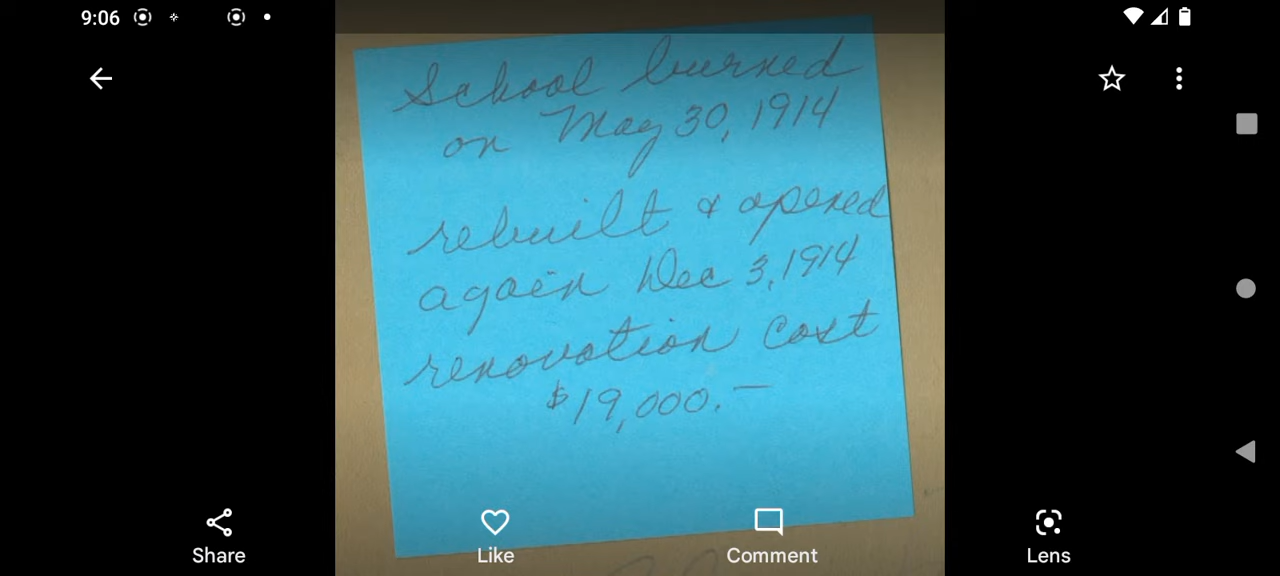 9:06
School burned
on May 30, 1914
rebuilt & opened
again Dec 3, 1914
renovation cost
$19,000.—
Share
Like
Comment
Lens